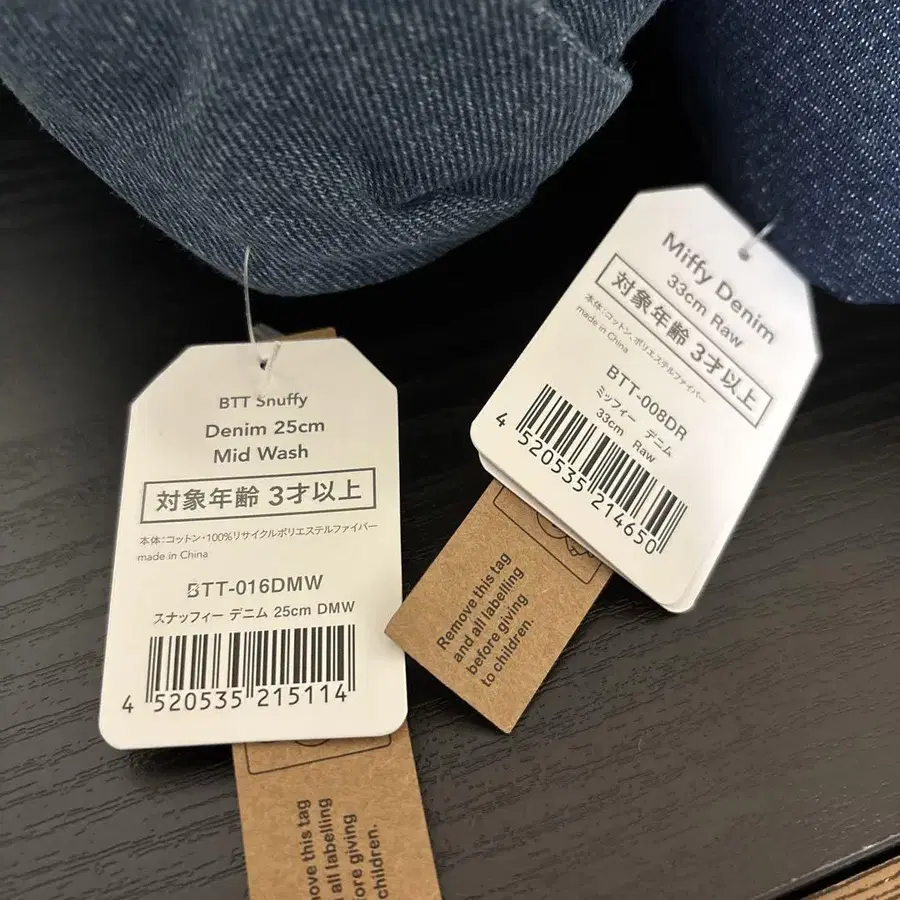 BTT Snuffy
Denim 25cm
Mid Wash
対象年齢 3才以上
本体:コットン・100%リサイクルポリエステルファイバー
made in China
BTT-016DMW
スナッフィー デニム 25cm DMW
4 520535 215114
Miffy Denim
33cm Raw
対象年齢 3才以上
本体:コットン、ポリエステルファイバー
made in China
BTT-008DR
ミッフィー デニム
33cm Raw
4 520535 214650
Remove this tag
and all labelling
before giving
to children.
ove this tag
all labelling
ore giving
children.